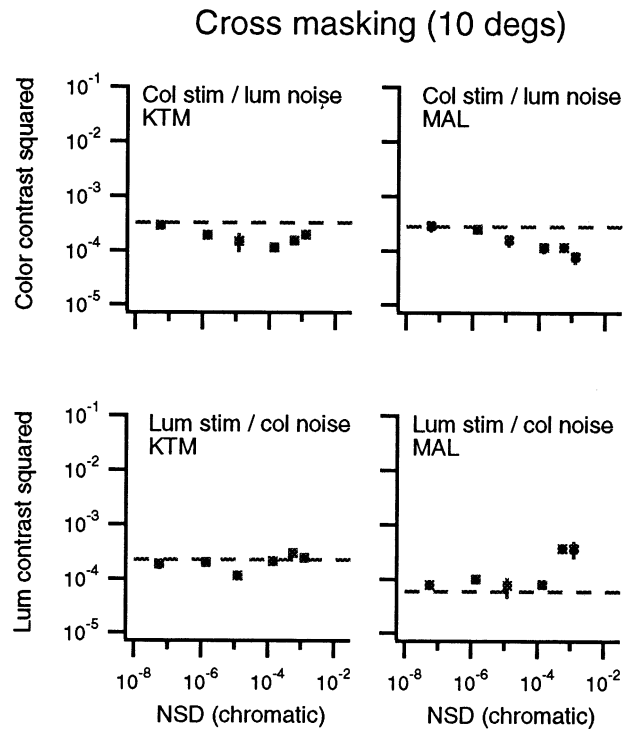 Cross masking (10 degs)
Col stim / lum noise
KTM
Col stim / lum noise
MAL
Color contrast squared
10^-1
10^-2
10^-3
10^-4
10^-5
Lum stim / col noise
KTM
Lum stim / col noise
MAL
Lum contrast squared
10^-1
10^-2
10^-3
10^-4
10^-5
10^-8 10^-6 10^-4 10^-2
10^-8 10^-6 10^-4 10^-2
NSD (chromatic)
NSD (chromatic)